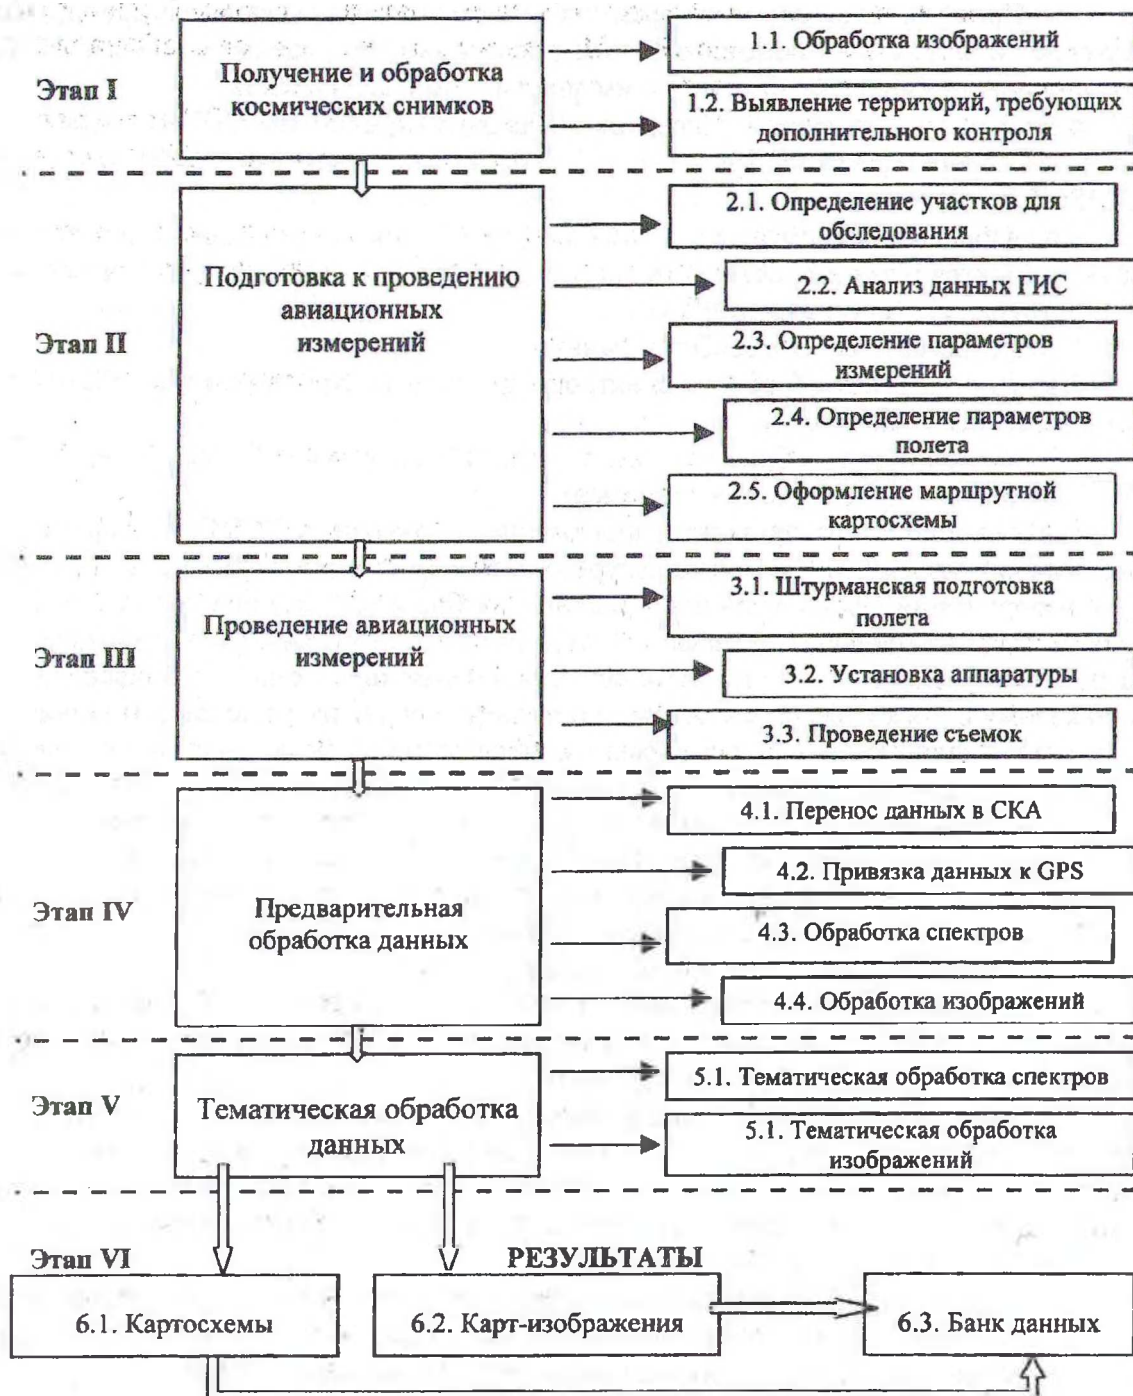 Этап I
Получение и обработка
космических снимков
1.1. Обработка изображений
1.2. Выявление территорий, требующих
дополнительного контроля
Этап II
Подготовка к проведению
авиационных
измерений
2.1. Определение участков для
обследования
2.2. Анализ данных ГИС
2.3. Определение параметров
измерений
2.4. Определение параметров
полета
2.5. Оформление маршрутной
картосхемы
Этап III
Проведение авиационных
измерений
3.1. Штурманская подготовка
полета
3.2. Установка аппаратуры
3.3. Проведение съемок
Этап IV
Предварительная
обработка данных
4.1. Перенос данных в СКА
4.2. Привязка данных к GPS
4.3. Обработка спектров
4.4. Обработка изображений
Этап V
Тематическая обработка
данных
5.1. Тематическая обработка спектров
5.1. Тематическая обработка
изображений
Этап VI
РЕЗУЛЬТАТЫ
6.1. Картосхемы
6.2. Карт-изображения
6.3. Банк данных